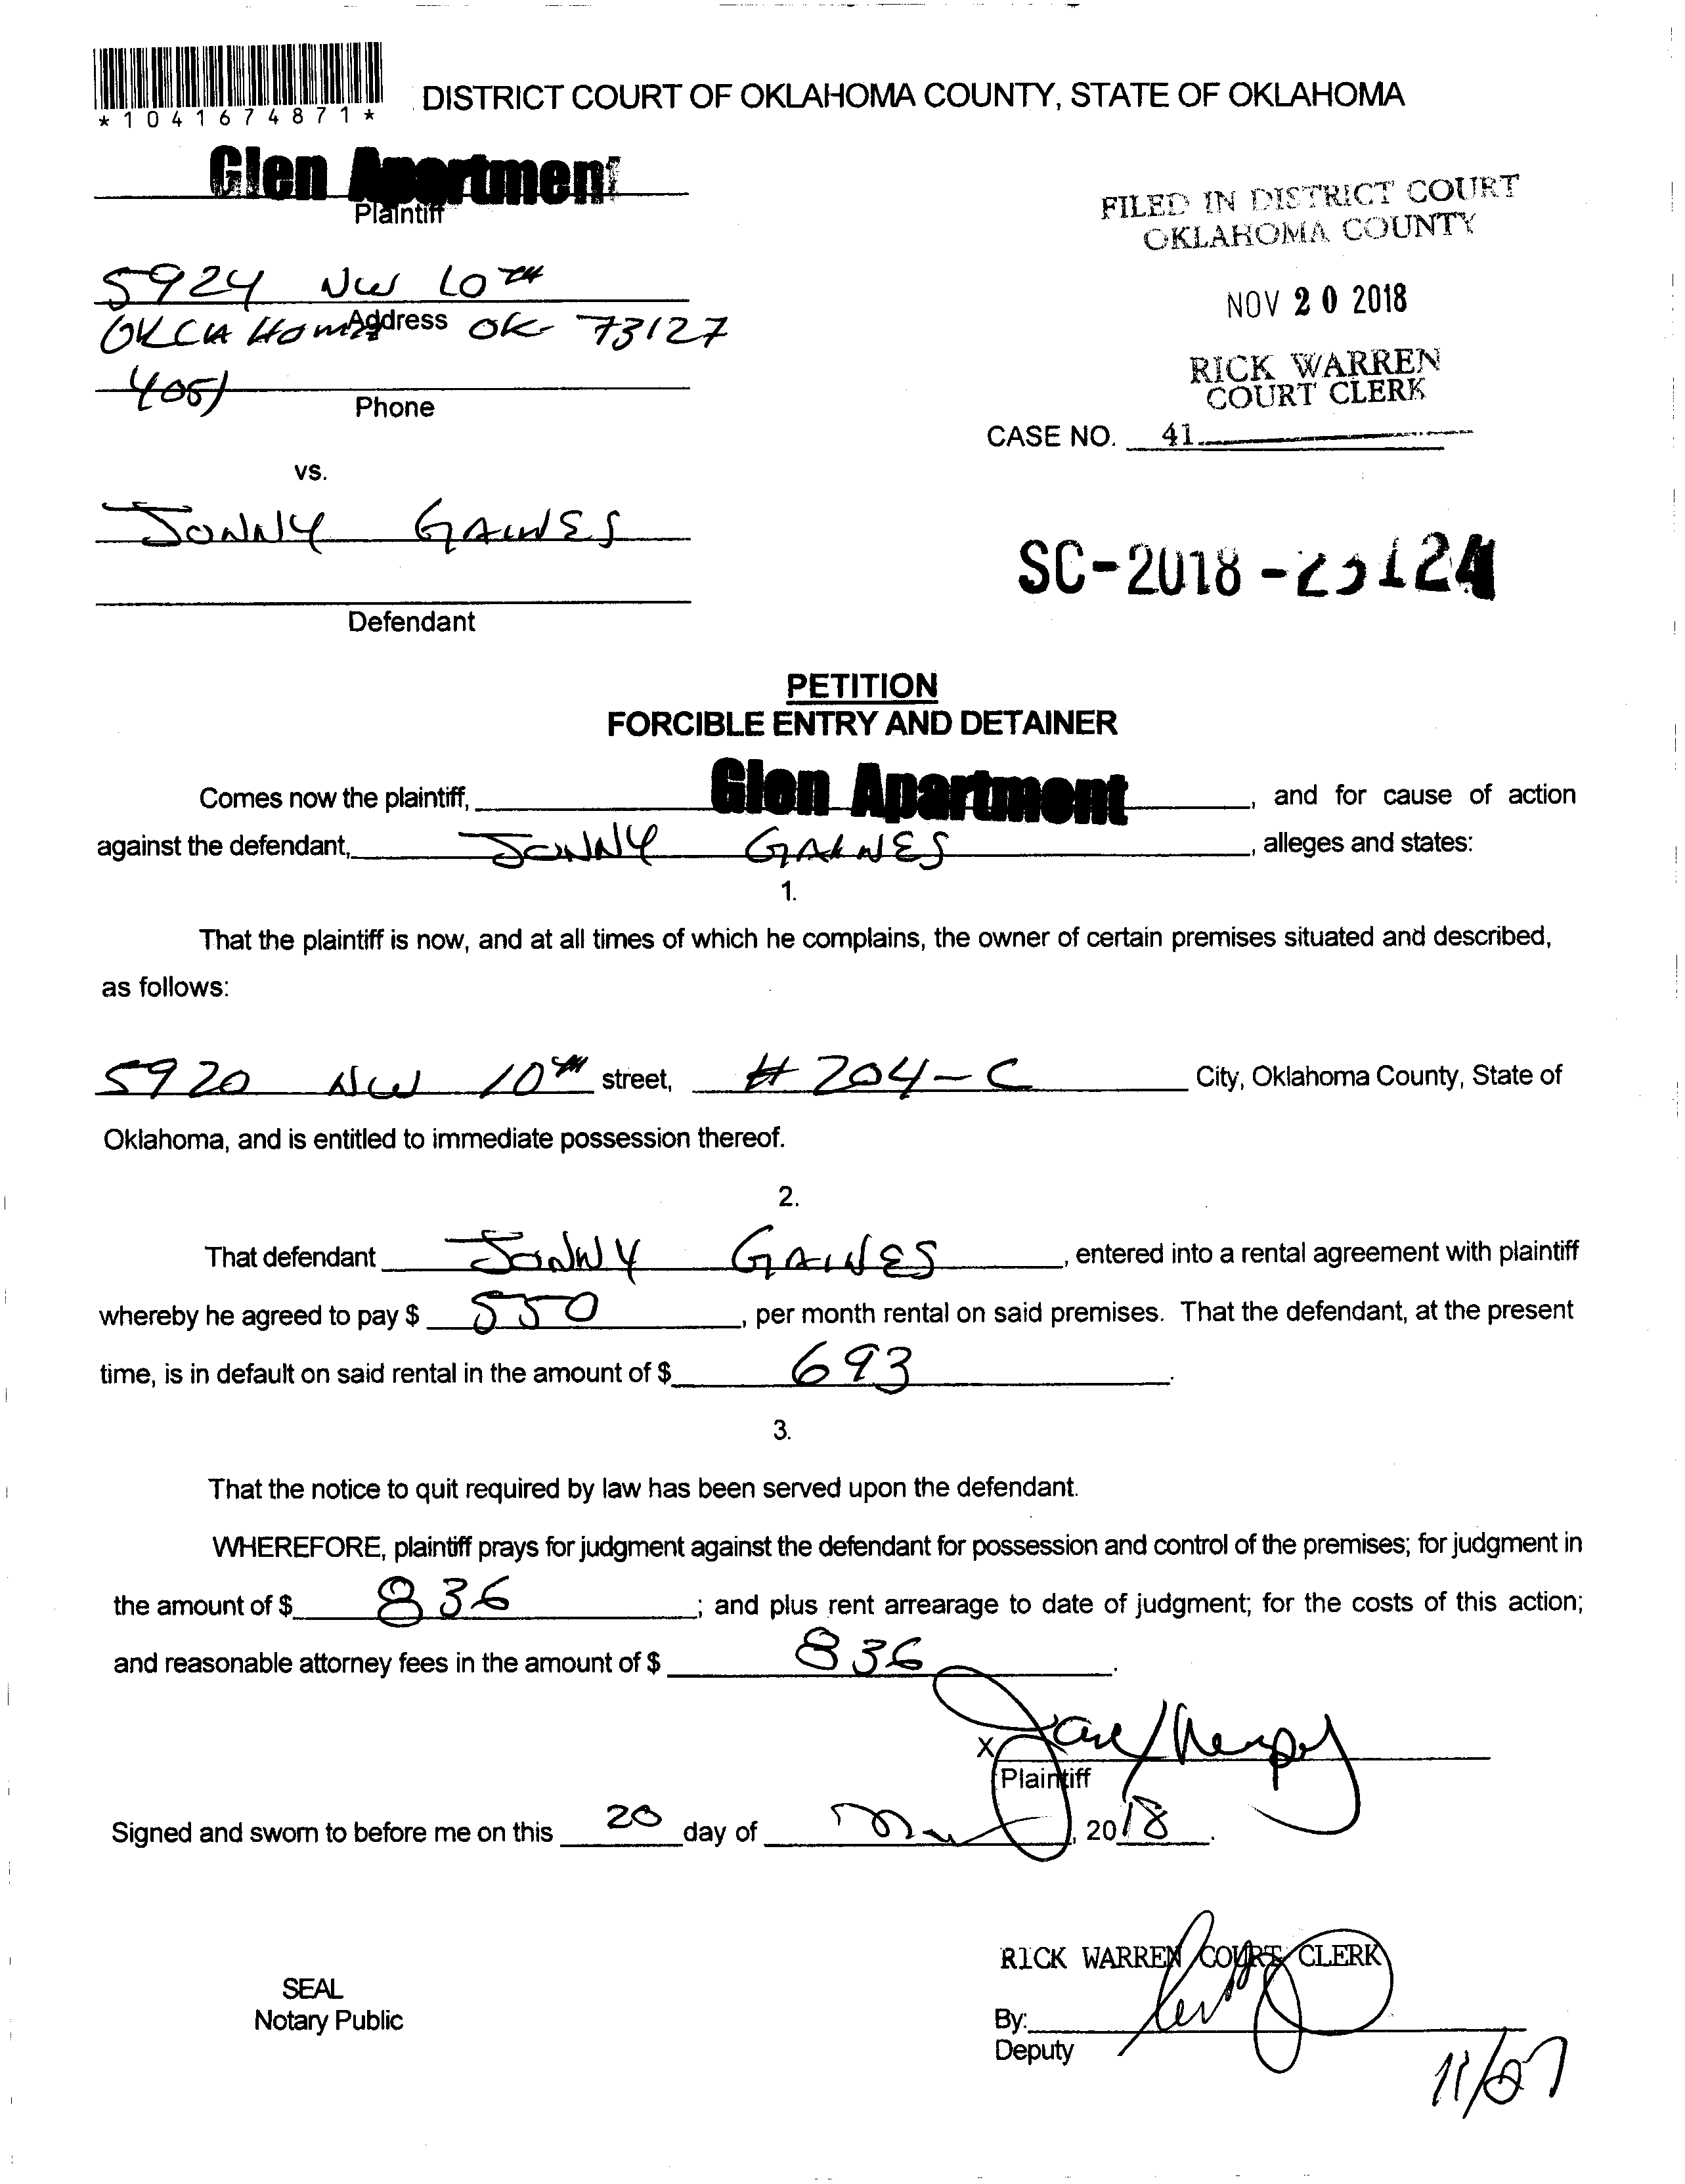 *1041674871*
DISTRICT COURT OF OKLAHOMA COUNTY, STATE OF OKLAHOMA
Glen Apartment
Plaintiff
5924 NW 10TH
Address
OKLAHOMA OK 73127
405)
Phone
FILED IN DISTRICT COURT
OKLAHOMA COUNTY
NOV 20 2018
RICK WARREN
COURT CLERK
CASE NO. 41
vs.
JONNY GAINES
SC-2018-
Defendant
PETITION
FORCIBLE ENTRY AND DETAINER
Comes now the plaintiff, Glen Apartment, and for cause of action
against the defendant, JONNY GAINES, alleges and states:
1.
That the plaintiff is now, and at all times of which he complains, the owner of certain premises situated and described,
as follows:
5920 NW 10TH street, # 204-C City, Oklahoma County, State of
Oklahoma, and is entitled to immediate possession thereof.
2.
That defendant JONNY GAINES, entered into a rental agreement with plaintiff
whereby he agreed to pay $ 550, per month rental on said premises. That the defendant, at the present
time, is in default on said rental in the amount of $ 693.
3.
That the notice to quit required by law has been served upon the defendant.
WHEREFORE, plaintiff prays for judgment against the defendant for possession and control of the premises; for judgment in
the amount of $ 836; and plus rent arrearage to date of judgment; for the costs of this action;
and reasonable attorney fees in the amount of $ 836.
X
Plaintiff
Signed and sworn to before me on this 20 day of , 2018.
RICK WARREN COURT CLERK
SEAL
Notary Public
By:
Deputy
11/27